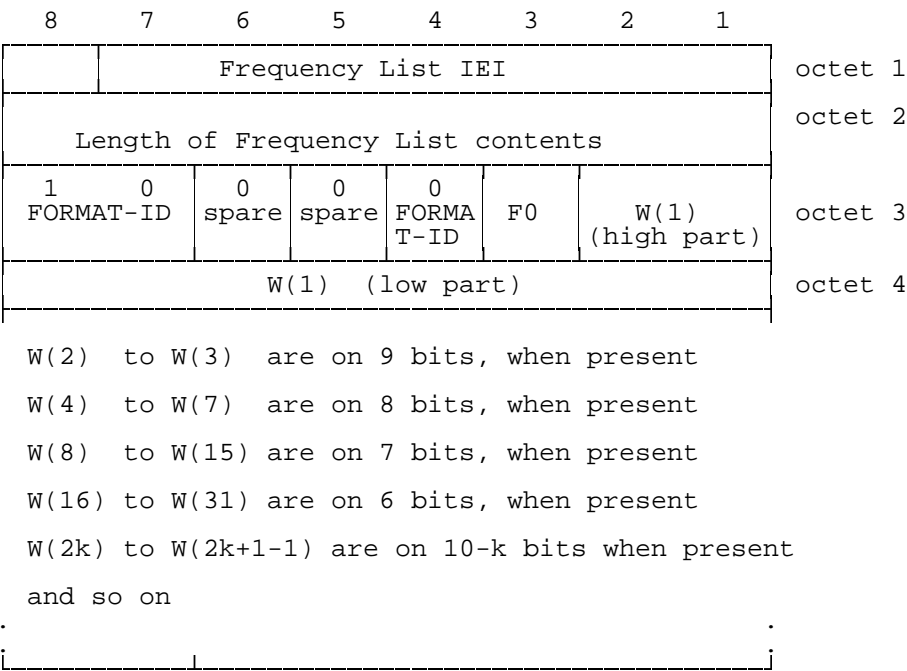 8 7 6 5 4 3 2 1
Frequency List IEI octet 1
octet 2
Length of Frequency List contents
1 0 0 0 0
FORMAT-ID spare spare FORMA F0 W(1) octet 3
T-ID (high part)
W(1) (low part) octet 4
W(2) to W(3) are on 9 bits, when present
W(4) to W(7) are on 8 bits, when present
W(8) to W(15) are on 7 bits, when present
W(16) to W(31) are on 6 bits, when present
W(2k) to W(2k+1-1) are on 10-k bits when present
and so on
. .
. .